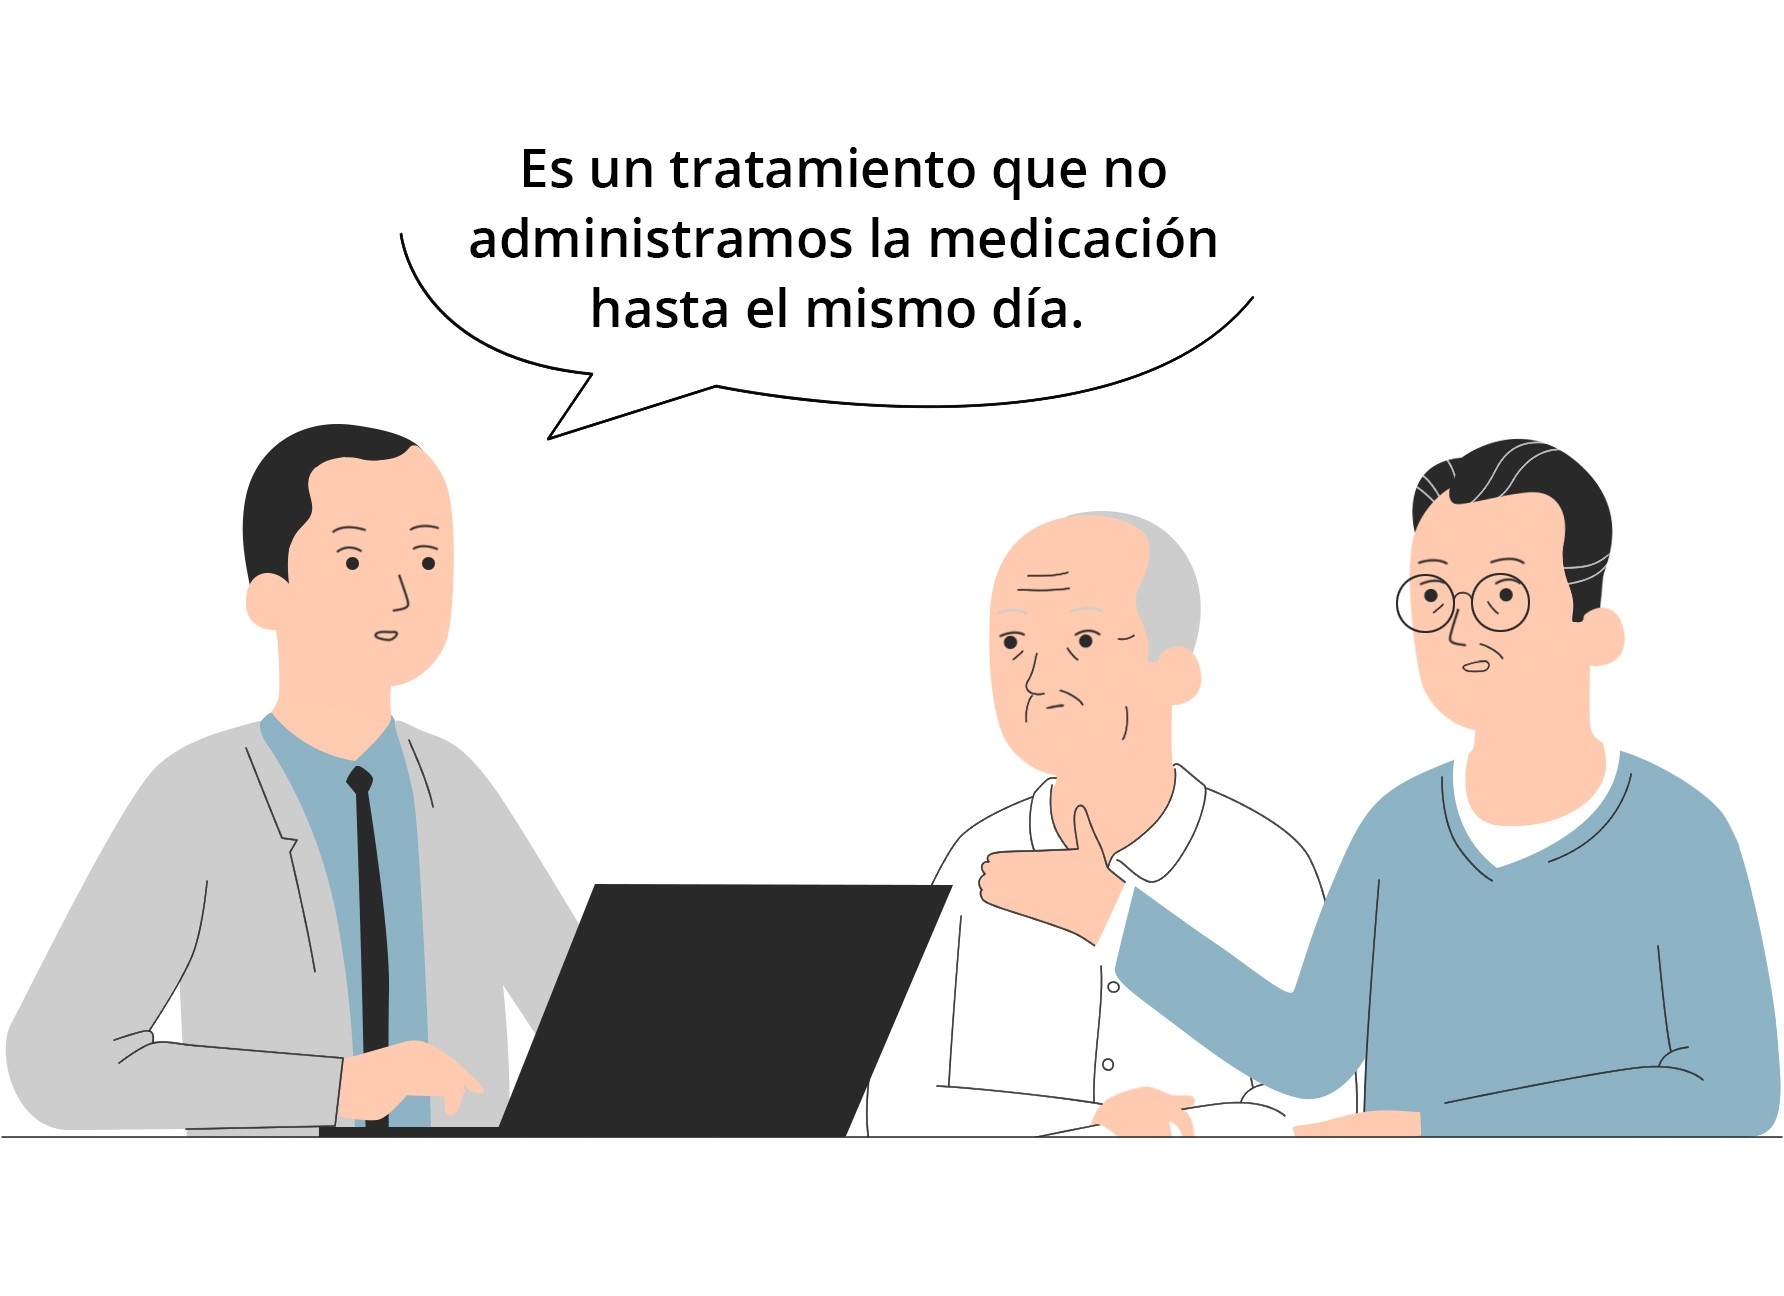 Es un tratamiento que no
administramos la medicación
hasta el mismo día.